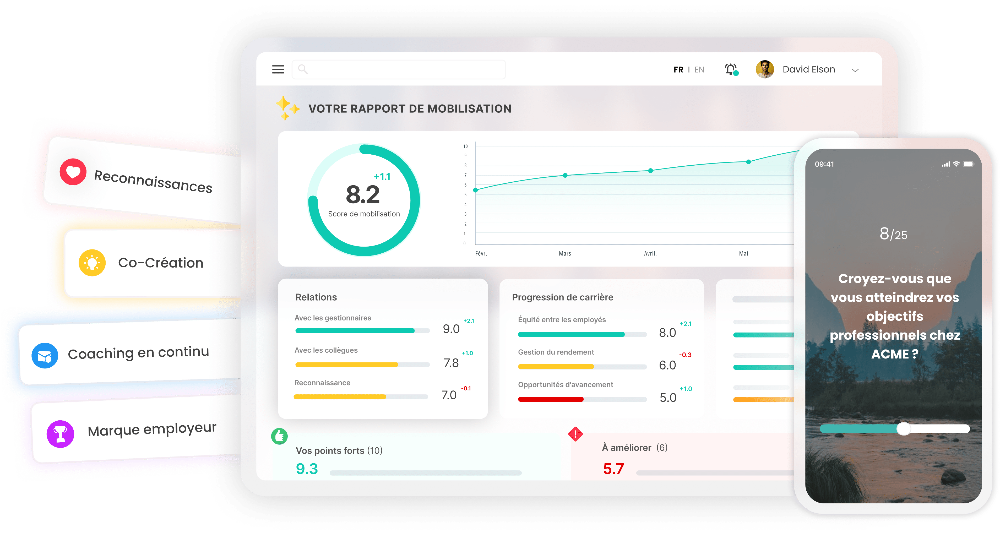 FR | EN
David Elson
VOTRE RAPPORT DE MOBILISATION
Reconnaissances
Co-Création
Coaching en continu
Marque employeur
+1.1
8.2
Score de mobilisation
10
9
8
7
6
5
4
3
2
1
0
Févr.
Mars
Avril.
Mai
Relations
Avec les gestionnaires
9.0 +2.1
Avec les collègues
7.8 +1.0
Reconnaissance
7.0 -0.1
Progression de carrière
Équité entre les employés
8.0 +2.1
Gestion du rendement
6.0 -0.3
Opportunités d'avancement
5.0 +1.0
Vos points forts (10)
9.3
À améliorer (6)
5.7
09:41
8/25
Croyez-vous que
vous atteindrez vos
objectifs
professionnels chez
ACME ?